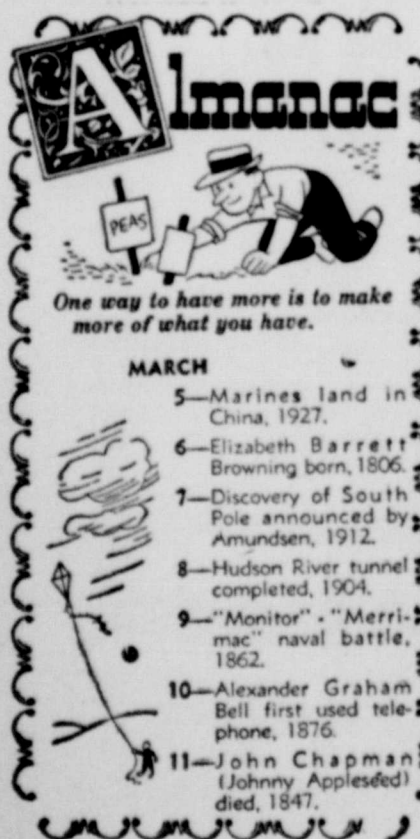 Almanac
PEAS
One way to have more is to make
more of what you have.
MARCH
5—Marines land in
China, 1927.
6—Elizabeth Barrett
Browning born, 1806.
7—Discovery of South
Pole announced by
Amundsen, 1912.
8—Hudson River tunnel
completed, 1904.
9—"Monitor" - "Merri-
mac" naval battle,
1862.
10—Alexander Graham
Bell first used tele-
phone, 1876.
11—John Chapman
(Johnny Appleseed)
died, 1847.